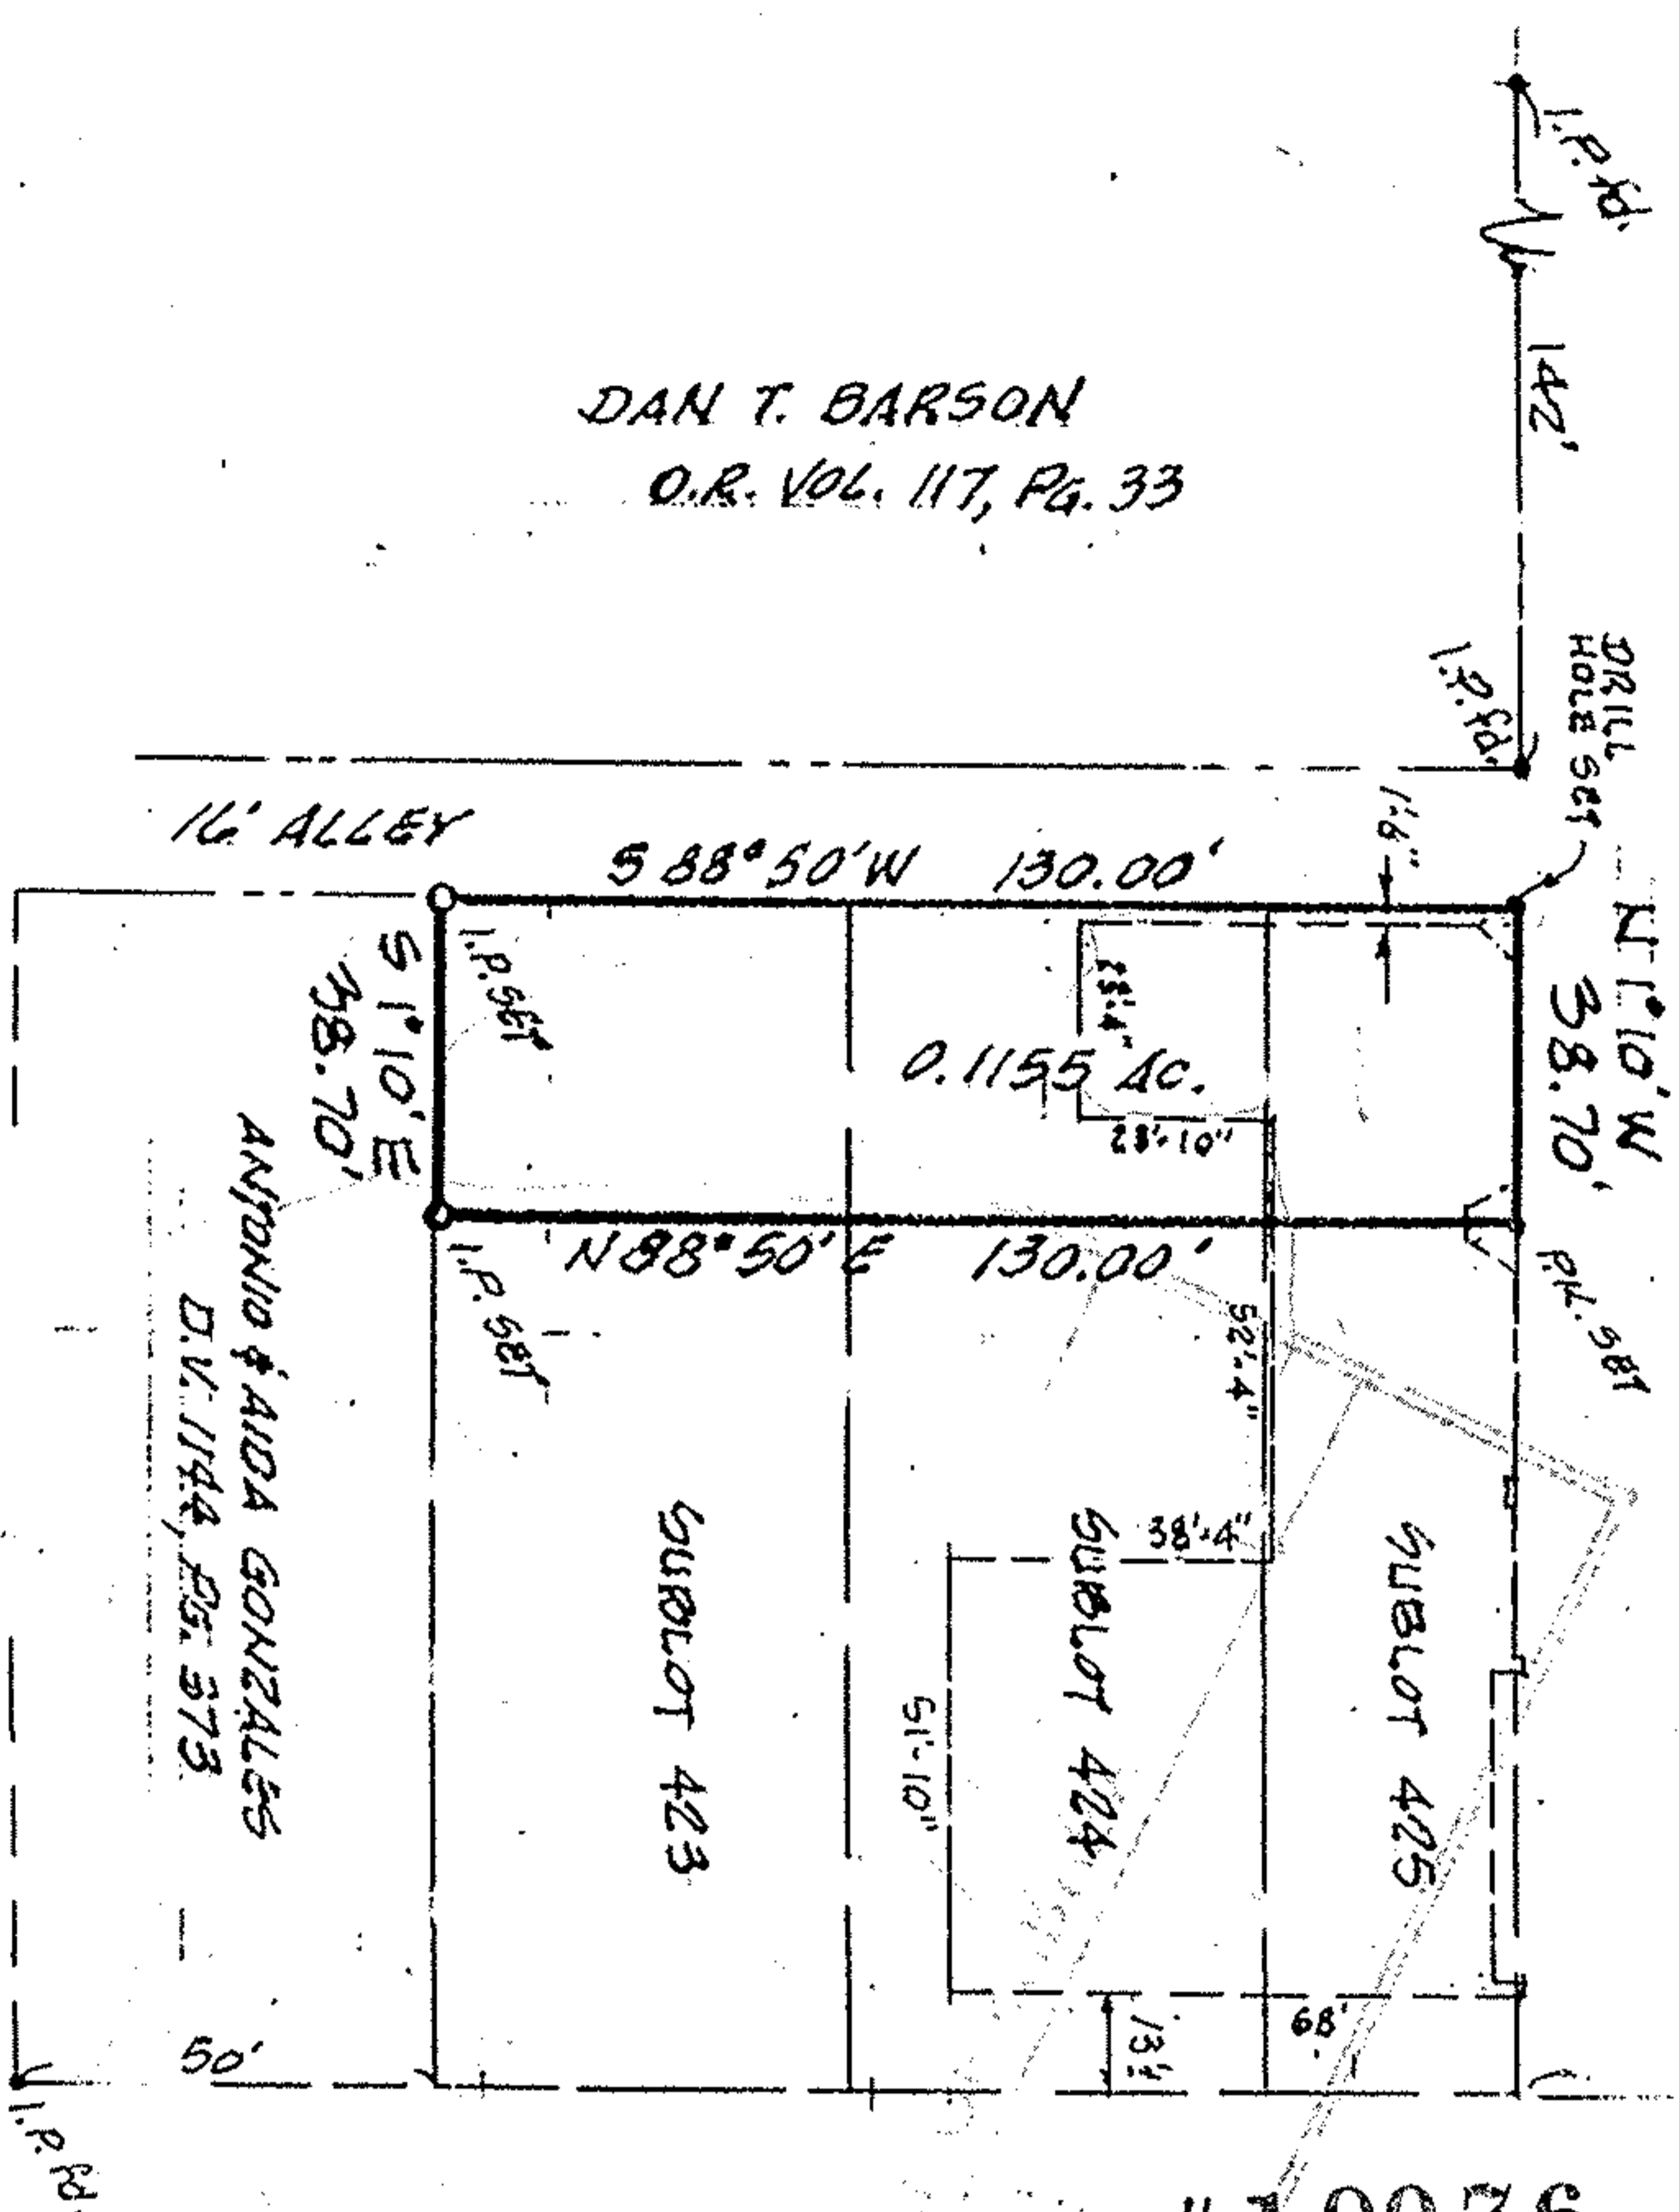 I.P. fd.
142'
DAN T. BARSON
O.R. VOL. 117, PG. 33
I.P. fd.
DRILL
HOLE SET
16' ALLEY
S 88° 50' W 130.00'
1'-6"
N 1° 10' W
38.70'
I.P. SET
S 1° 10' E
38.70'
0.1155 AC.
23'-10"
I.P. SET
N 88° 50' E 130.00'
P.K. SET
52'-4"
ANTONIO & AIDA GONZALES
D.V. 1144, PG. 373
SUBLOT 423
38'-4"
SUBLOT 424
SUBLOT 425
51'-10"
68'
50'
I.P. fd.